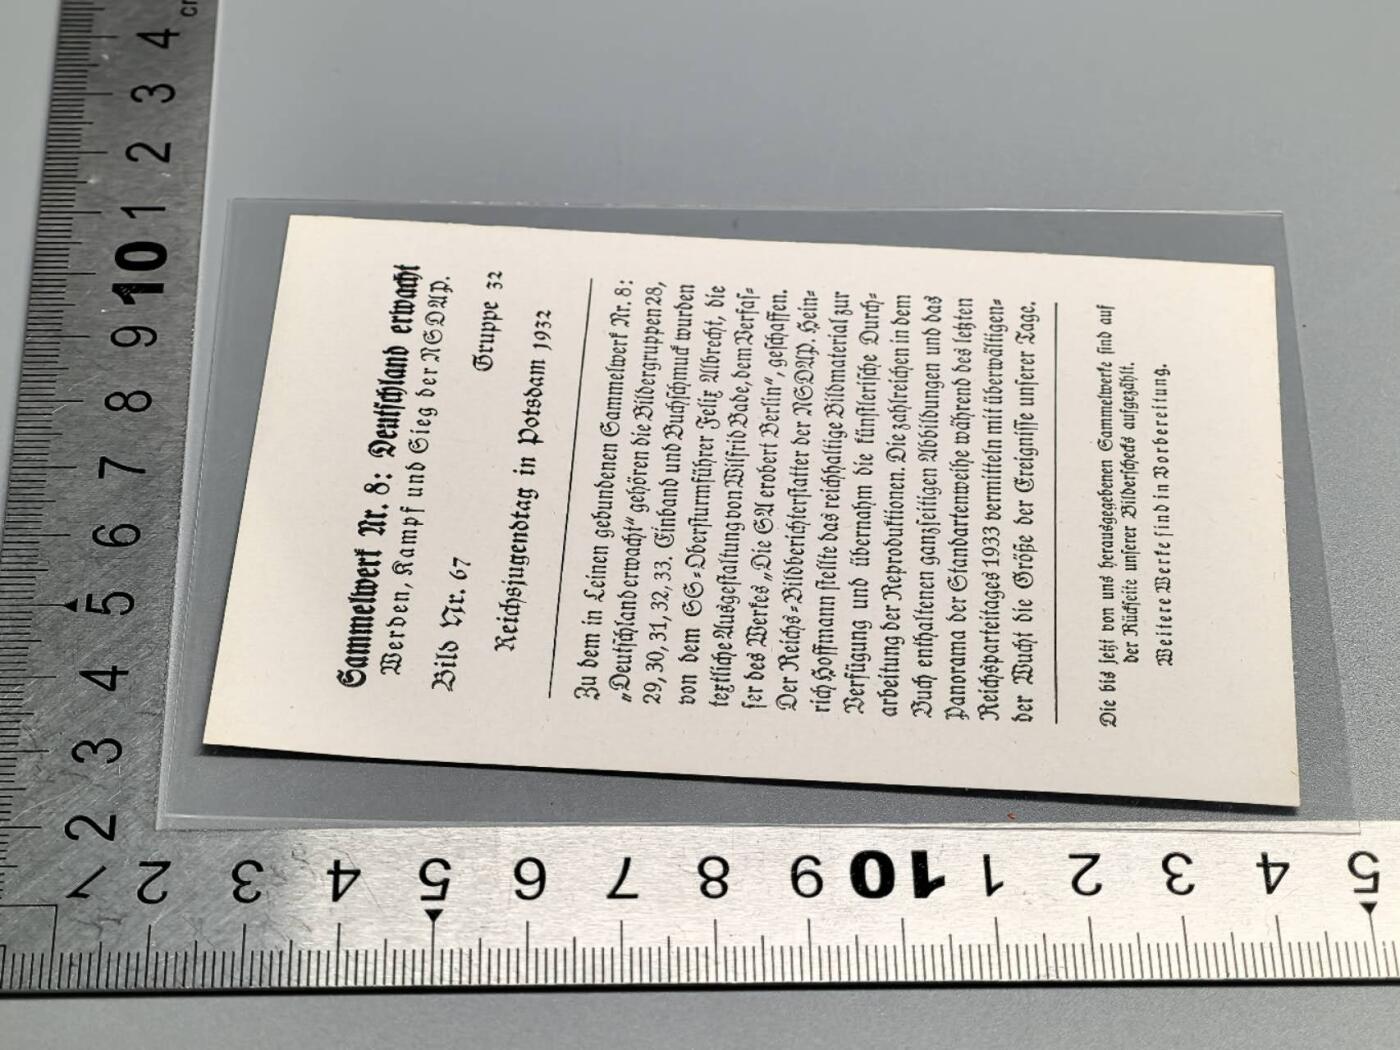 Sammelwerk Nr. 8: Deutschland erwacht
Werden, Kampf und Sieg der NSDAP.
Bild Nr. 67
Gruppe 32
Reichsjugendtag in Potsdam 1932
Zu dem in Leinen gebundenen Sammelwerk Nr. 8:
„Deutschland erwacht“ gehören die Bildergruppen 28,
29, 30, 31, 32, 33. Einband und Buchschmuck wurden
von dem SS=Obersturmführer Felix Albrecht, die
textliche Ausgestaltung von Wilfrid Bade, dem Verfas=
ser des Werkes „Die SA erobert Berlin“, geschaffen.
Der Reichs=Bildberichterstatter der NSDAP. Hein=
rich Hoffmann stellte das reichhaltige Bildmaterial zur
Verfügung und übernahm die künstlerische Durch=
arbeitung der Reproduktionen. Die zahlreichen in dem
Buch enthaltenen ganzseitigen Abbildungen und das
Panorama der Standartenweihe während des letzten
Reichsparteitages 1933 vermitteln mit überwältigen=
der Wucht die Größe der Ereignisse unserer Tage.
Die bis jetzt von uns herausgegebenen Sammelwerke sind auf
der Rückseite unserer Bilderschecks aufgezählt.
Weitere Werke sind in Vorbereitung.
2 3 4 5 6 7 8 9 10 1 2 3 4 cm
1 2 3 4 5 6 7 8 9 10 1 2 3 4 5